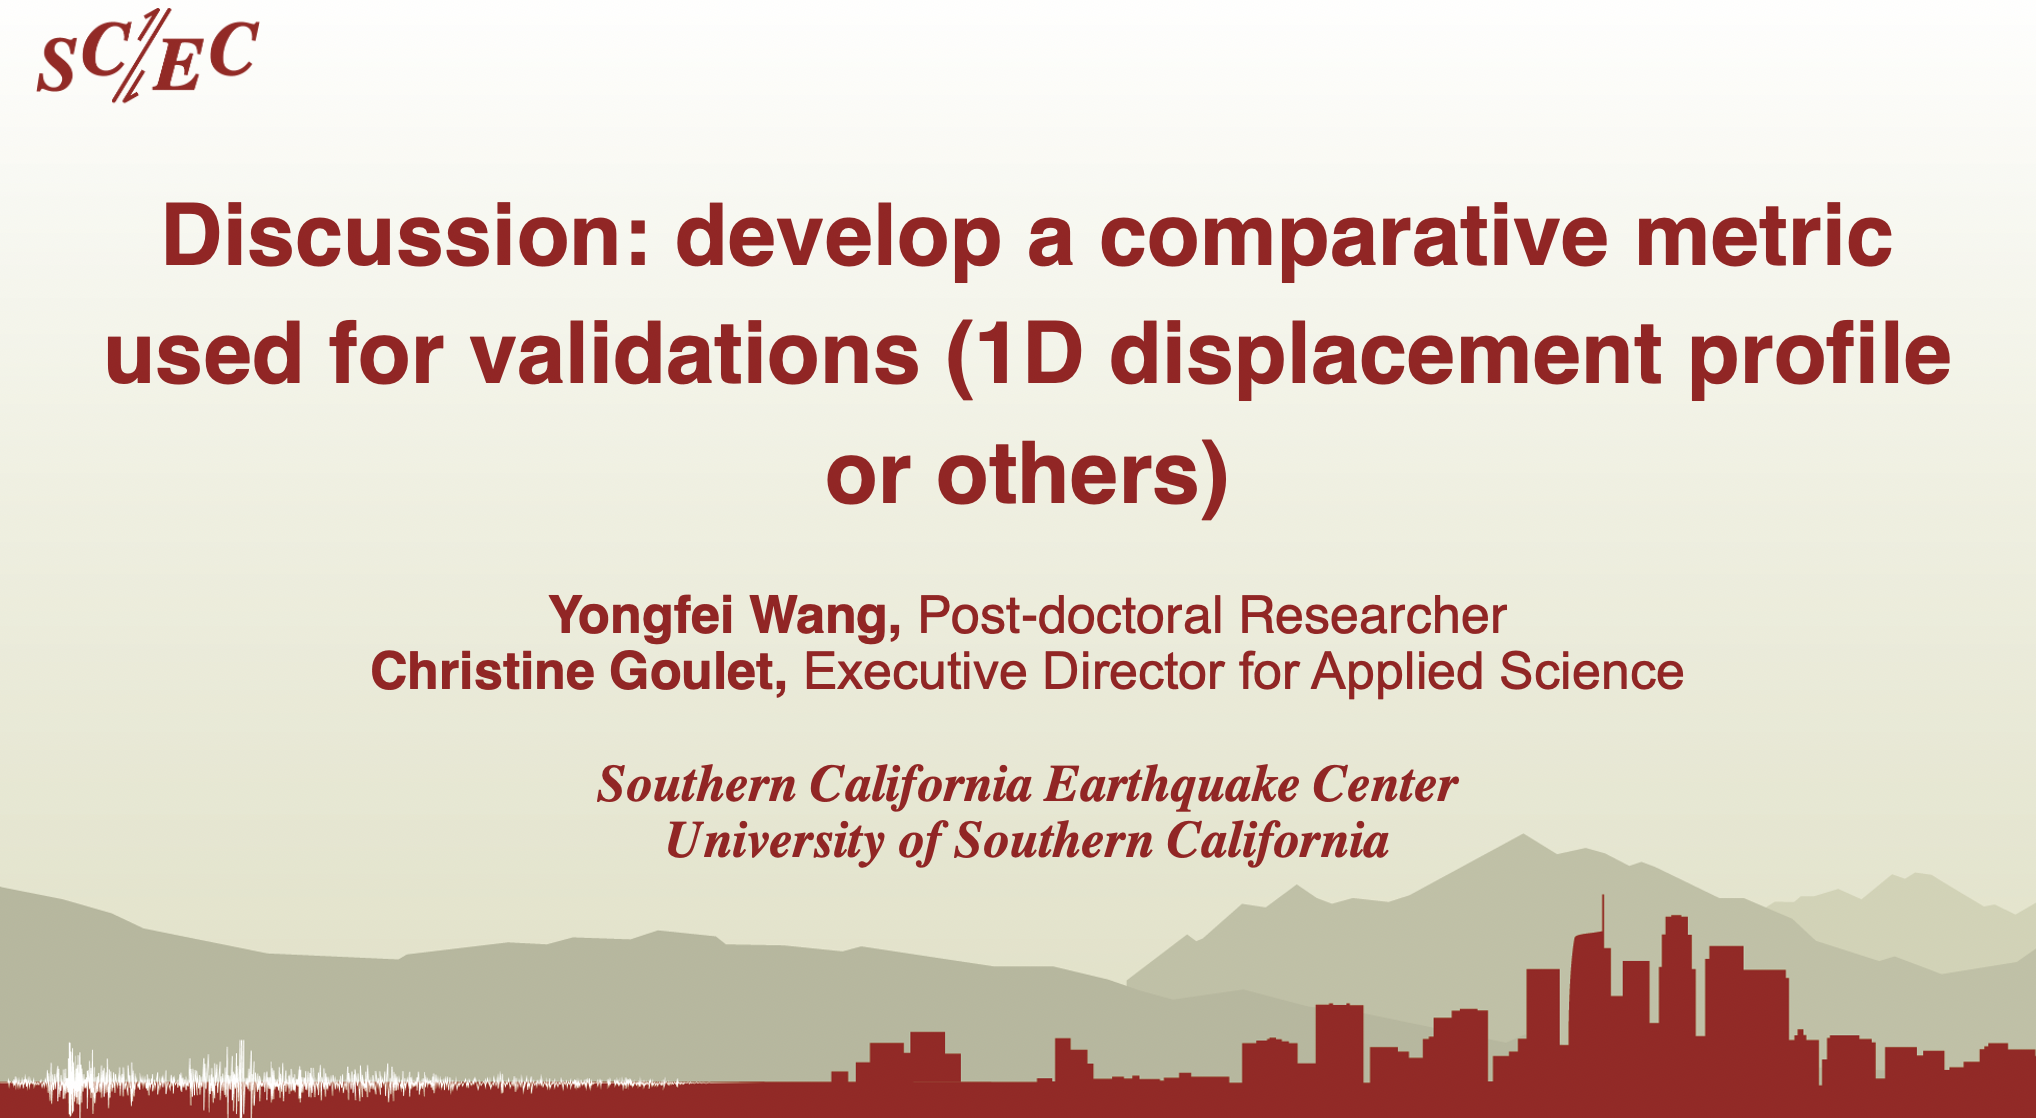 SCEC
Discussion: develop a comparative metric
used for validations (1D displacement profile
or others)
Yongfei Wang, Post-doctoral Researcher
Christine Goulet, Executive Director for Applied Science
Southern California Earthquake Center
University of Southern California